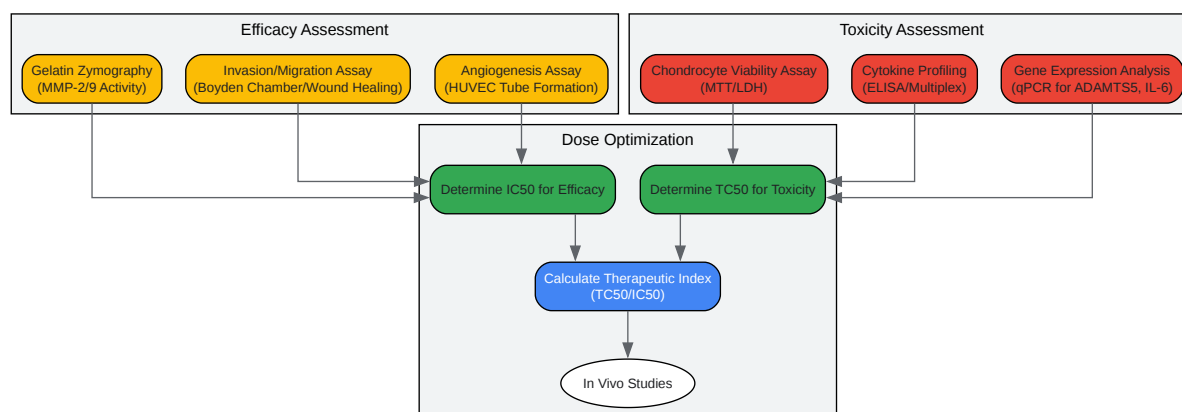 Efficacy Assessment
Toxicity Assessment
Gelatin Zymography
(MMP-2/9 Activity)
Invasion/Migration Assay
(Boyden Chamber/Wound Healing)
Angiogenesis Assay
(HUVEC Tube Formation)
Chondrocyte Viability Assay
(MTT/LDH)
Cytokine Profiling
(ELISA/Multiplex)
Gene Expression Analysis
(qPCR for ADAMTS5, IL-6)
Dose Optimization
Determine IC50 for Efficacy
Determine TC50 for Toxicity
Calculate Therapeutic Index
(TC50/IC50)
In Vivo Studies